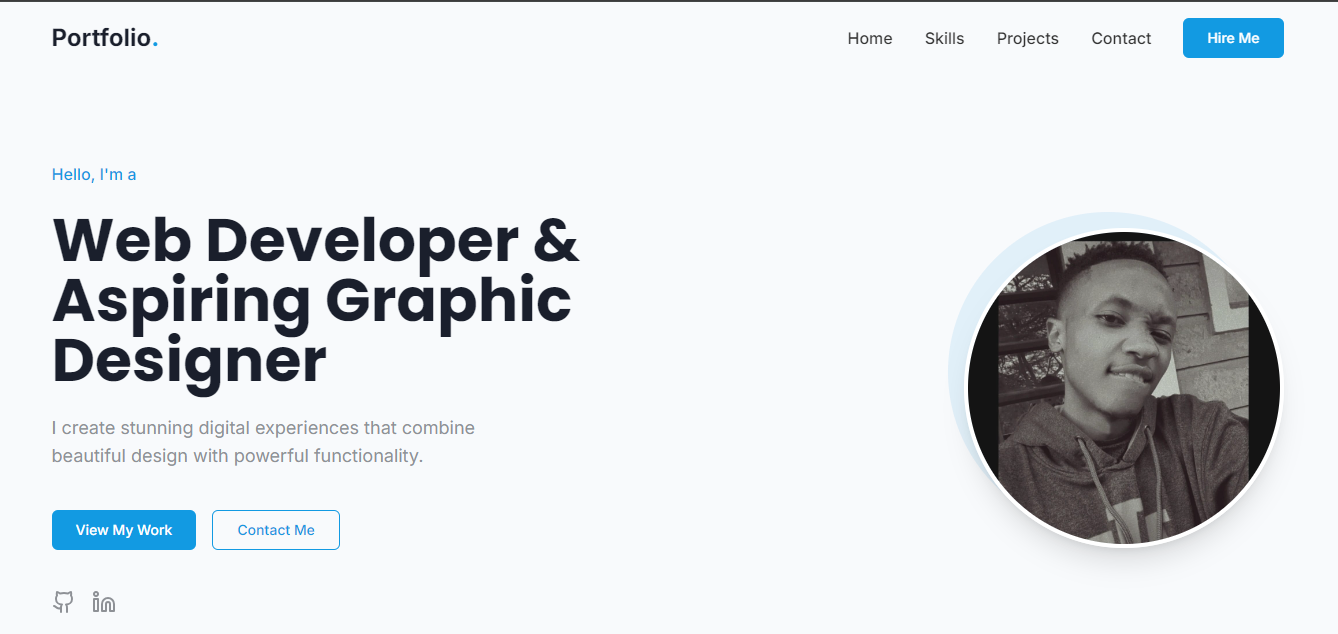 Portfolio.
Home Skills Projects Contact Hire Me
Hello, I'm a
Web Developer &
Aspiring Graphic
Designer
I create stunning digital experiences that combine
beautiful design with powerful functionality.
View My Work Contact Me